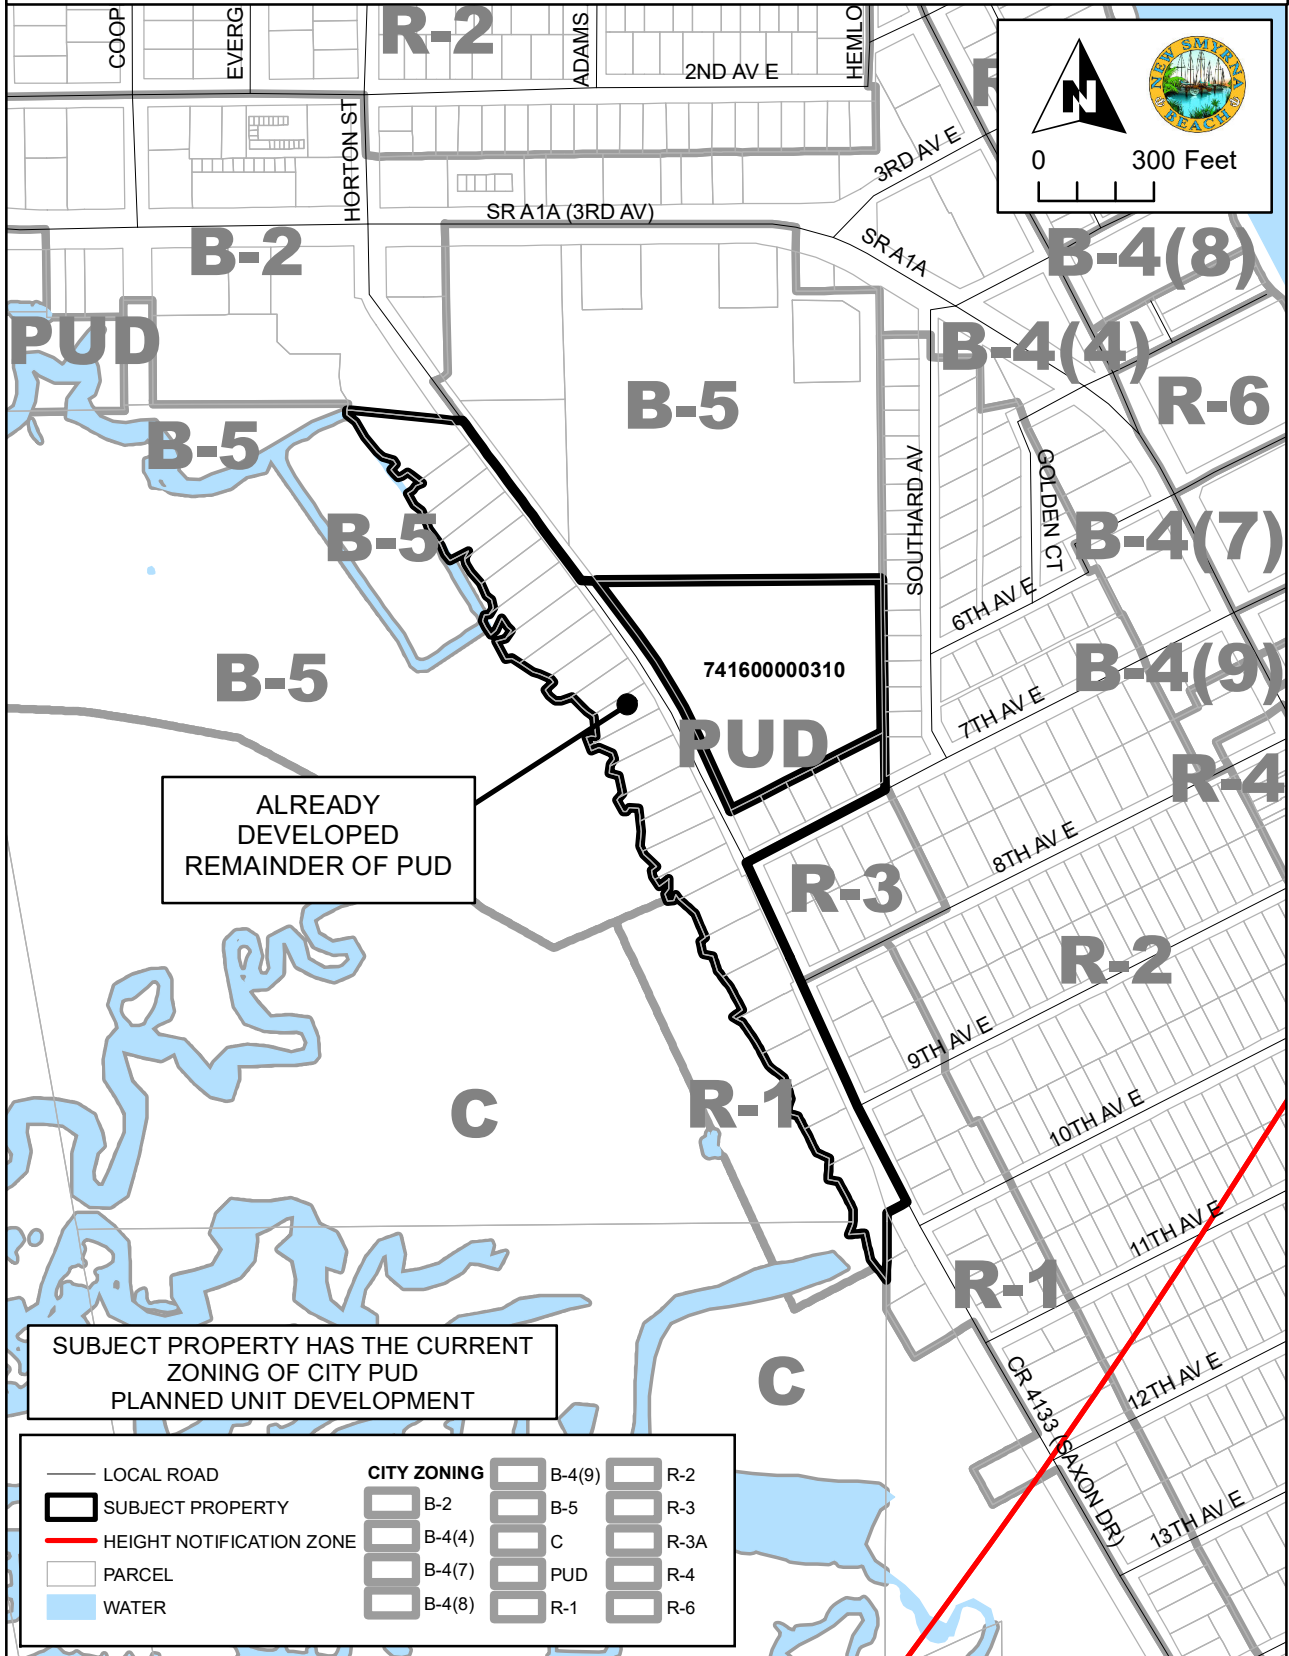 COOP
EVERG
R-2
ADAMS
HEMLO
2ND AV E
R
N
NEW SMYRNA
BEACH
0 300 Feet
HORTON ST
3RD AV E
SR A1A (3RD AV)
SR A1A
B-2
B-4(8)
PUD
B-4(4)
B-5
R-6
B-5
SOUTHARD AV
GOLDEN CT
B-5
B-4(7)
6TH AV E
B-5
741600000310
B-4(9)
7TH AV E
PUD
R-4
ALREADY
DEVELOPED
REMAINDER OF PUD
8TH AV E
R-3
R-2
9TH AV E
C
R-1
10TH AV E
11TH AV E
R-1
SUBJECT PROPERTY HAS THE CURRENT
ZONING OF CITY PUD
PLANNED UNIT DEVELOPMENT
C
CR 4133 (SAXON DR)
12TH AV E
13TH AV E
LOCAL ROAD
SUBJECT PROPERTY
HEIGHT NOTIFICATION ZONE
PARCEL
WATER
CITY ZONING
B-2
B-4(4)
B-4(7)
B-4(8)
B-4(9)
B-5
C
PUD
R-1
R-2
R-3
R-3A
R-4
R-6